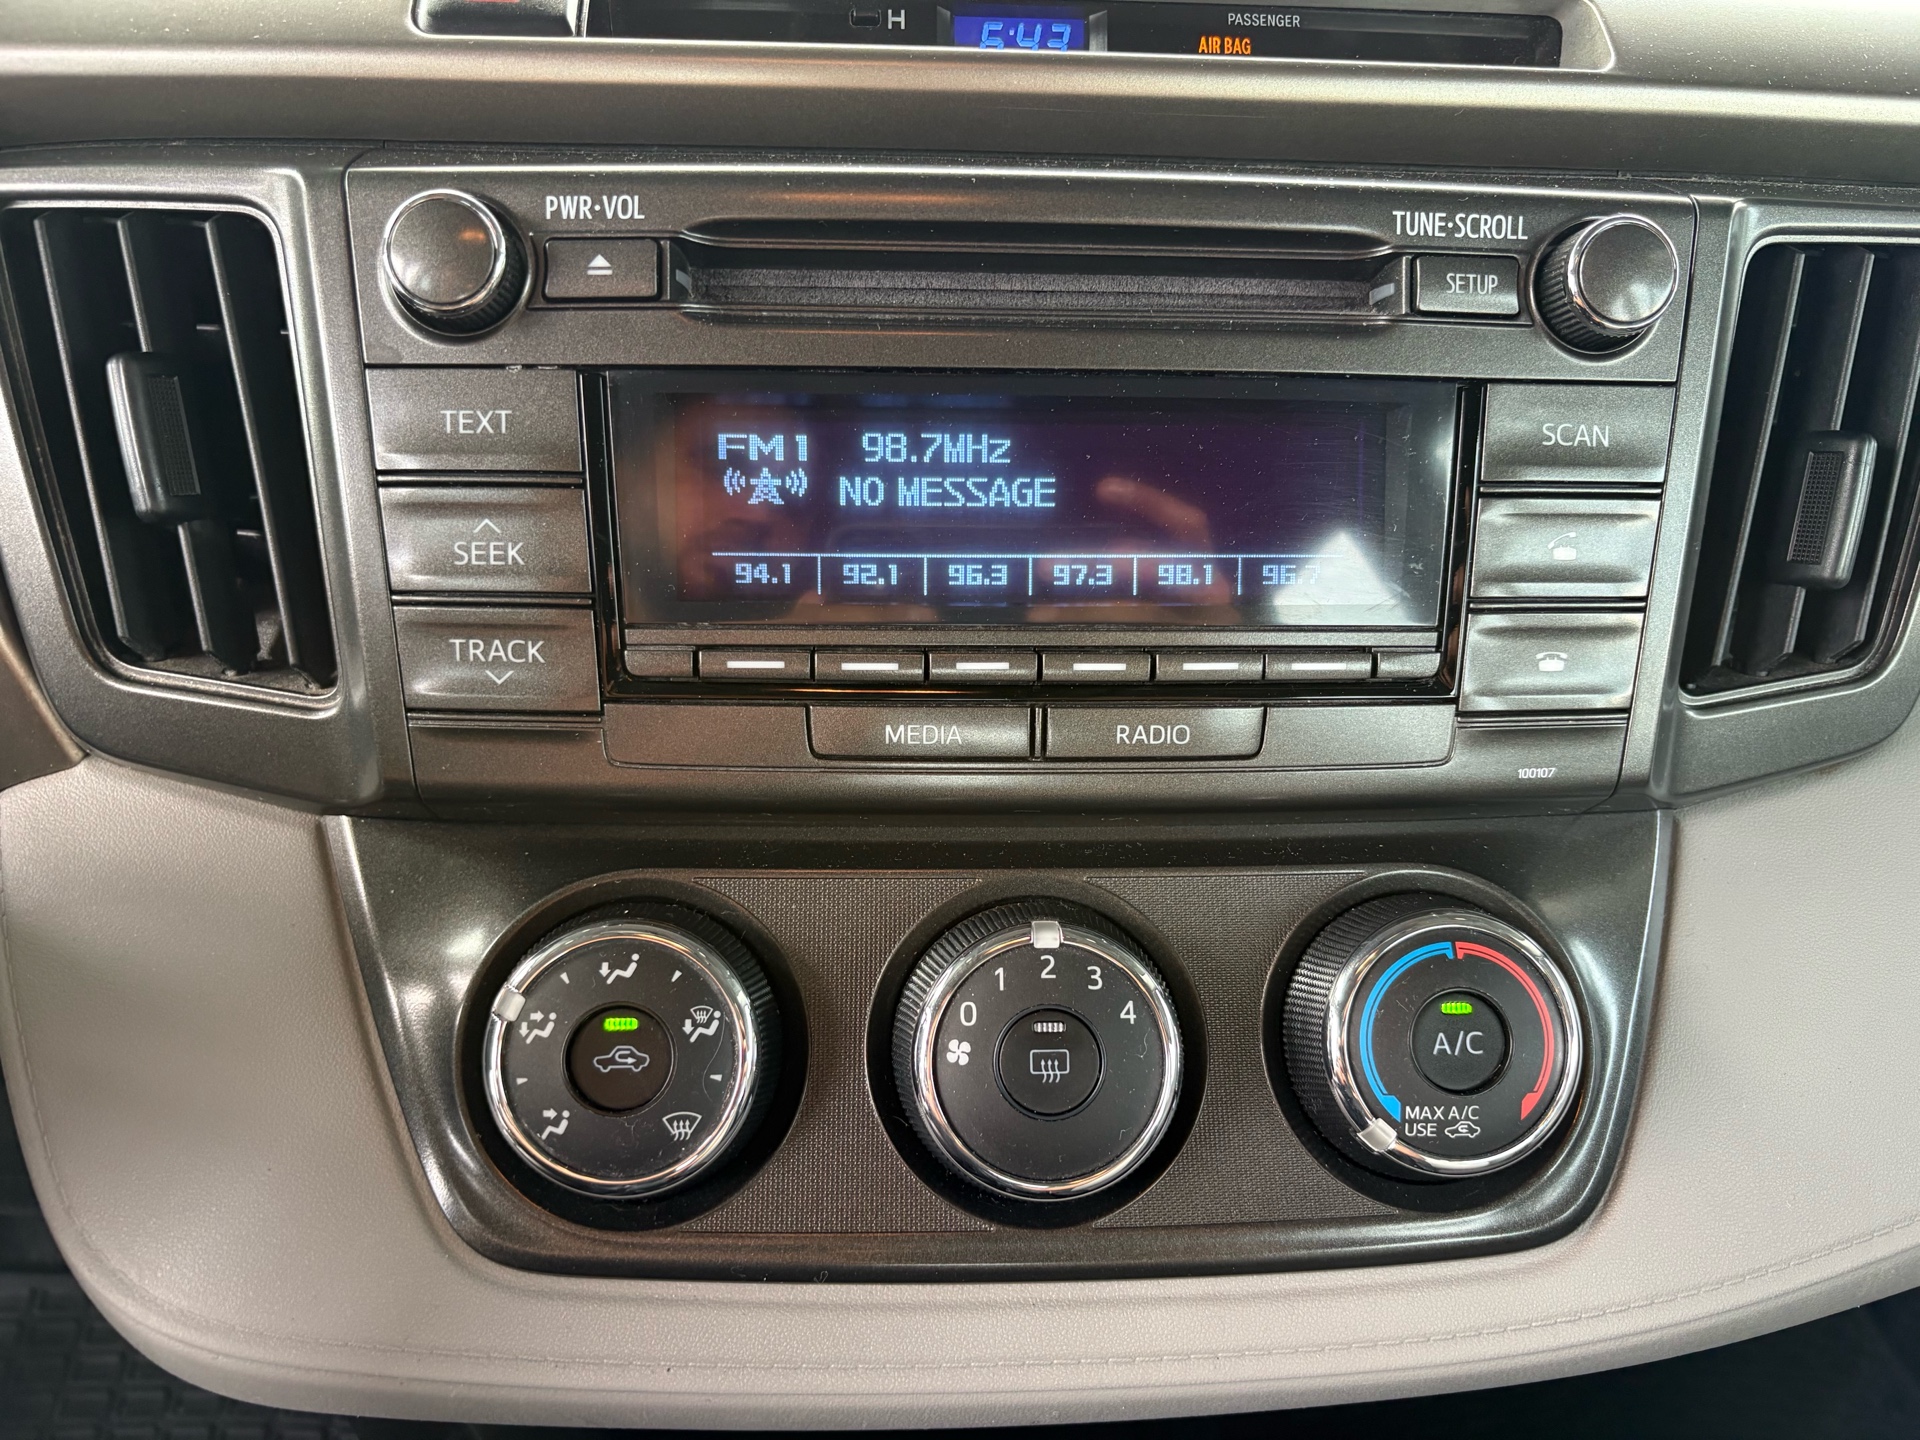 H
6:43
PASSENGER
AIR BAG
PWR·VOL
TUNE·SCROLL
SETUP
TEXT
SCAN
FM1 98.7MHz
NO MESSAGE
SEEK
94.1 92.1 96.3 97.3 98.1 96.7
TRACK
MEDIA
RADIO
100107
0 1 2 3 4
A/C
MAX A/C
USE